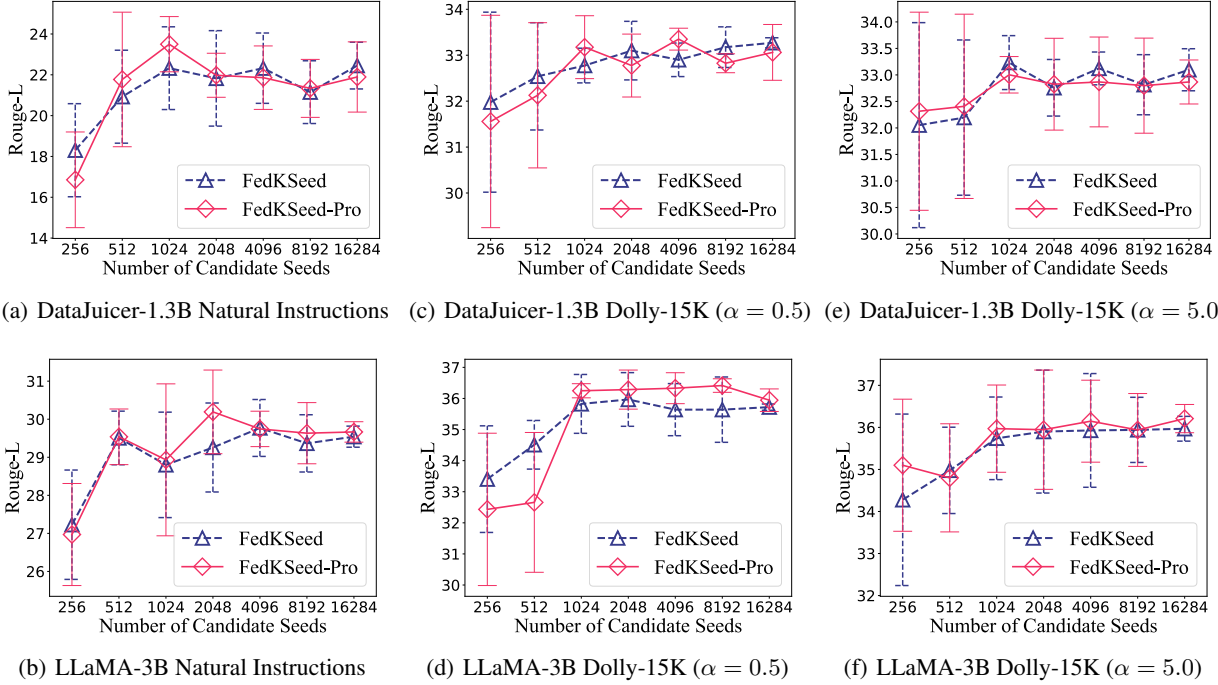 24
22
20
18
16
14
Rouge-L
FedKSeed
FedKSeed-Pro
256 512 1024 2048 4096 8192 16284
Number of Candidate Seeds
(a) DataJuicer-1.3B Natural Instructions
34
33
32
31
30
Rouge-L
FedKSeed
FedKSeed-Pro
256 512 1024 2048 4096 8192 16284
Number of Candidate Seeds
(c) DataJuicer-1.3B Dolly-15K (α = 0.5)
34.0
33.5
33.0
32.5
32.0
31.5
31.0
30.5
30.0
Rouge-L
FedKSeed
FedKSeed-Pro
256 512 1024 2048 4096 8192 16284
Number of Candidate Seeds
(e) DataJuicer-1.3B Dolly-15K (α = 5.0
31
30
29
28
27
26
Rouge-L
FedKSeed
FedKSeed-Pro
256 512 1024 2048 4096 8192 16284
Number of Candidate Seeds
(b) LLaMA-3B Natural Instructions
37
36
35
34
33
32
31
30
Rouge-L
FedKSeed
FedKSeed-Pro
256 512 1024 2048 4096 8192 16284
Number of Candidate Seeds
(d) LLaMA-3B Dolly-15K (α = 0.5)
37
36
35
34
33
32
Rouge-L
FedKSeed
FedKSeed-Pro
256 512 1024 2048 4096 8192 16284
Number of Candidate Seeds
(f) LLaMA-3B Dolly-15K (α = 5.0)